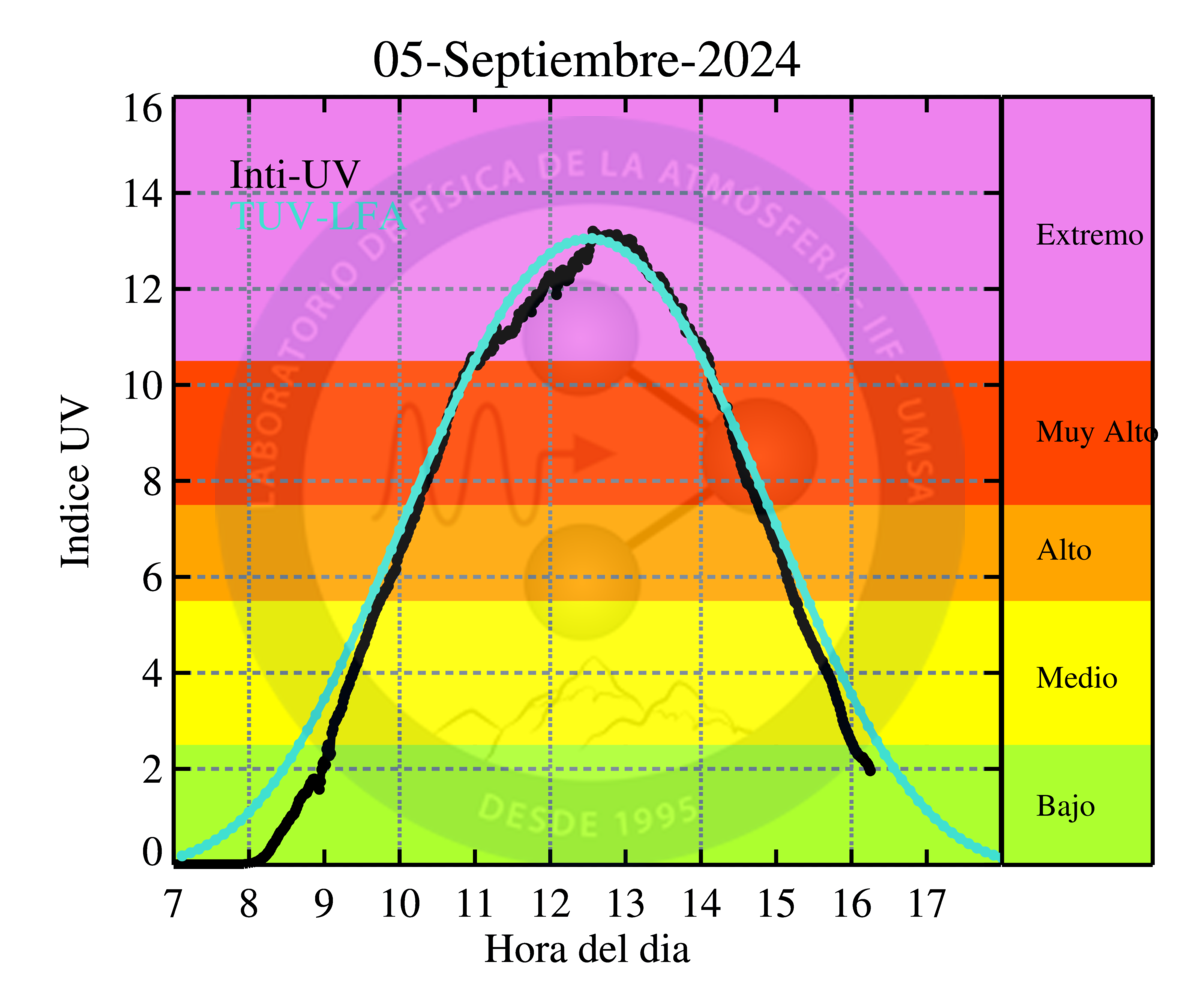 05-Septiembre-2024
16
14
12
10
8
6
4
2
0
Indice UV
Inti-UV
TUV-LFA
LABORATORIO DE FÍSICA DE LA ATMÓSFERA - IIF - UMSA
DESDE 1995
Extremo
Muy Alto
Alto
Medio
Bajo
7 8 9 10 11 12 13 14 15 16 17
Hora del dia